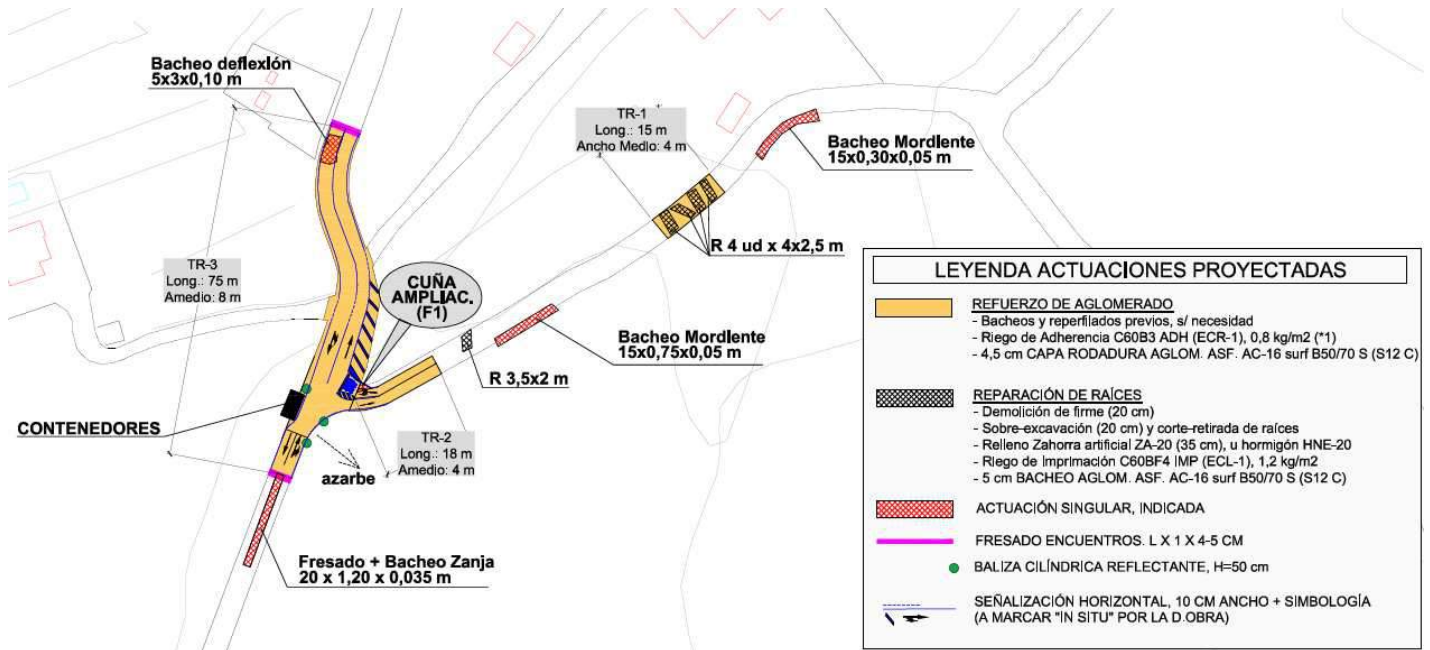 Bacheo deflexión
5x3x0,10 m
TR-1
Long.: 15 m
Ancho Medio: 4 m
Bacheo Mordiente
15x0,30x0,05 m
R 4 ud x 4x2,5 m
TR-3
Long.: 75 m
Amedio: 8 m
CUÑA
AMPLIAC.
(F1)
Bacheo Mordiente
15x0,75x0,05 m
R 3,5x2 m
CONTENEDORES
TR-2
Long.: 18 m
Amedio: 4 m
azarbe
Fresado + Bacheo Zanja
20 x 1,20 x 0,035 m
LEYENDA ACTUACIONES PROYECTADAS
REFUERZO DE AGLOMERADO
- Bacheos y reperfilados previos, s/ necesidad
- Riego de Adherencia C60B3 ADH (ECR-1), 0,8 kg/m2 (*1)
- 4,5 cm CAPA RODADURA AGLOM. ASF. AC-16 surf B50/70 S (S12 C)
REPARACIÓN DE RAÍCES
- Demolición de firme (20 cm)
- Sobre-excavación (20 cm) y corte-retirada de raíces
- Relleno Zahorra artificial ZA-20 (35 cm), u hormigón HNE-20
- Riego de Imprimación C60BF4 IMP (ECL-1), 1,2 kg/m2
- 5 cm BACHEO AGLOM. ASF. AC-16 surf B50/70 S (S12 C)
ACTUACIÓN SINGULAR, INDICADA
FRESADO ENCUENTROS. L X 1 X 4-5 CM
BALIZA CILÍNDRICA REFLECTANTE, H=50 cm
SEÑALIZACIÓN HORIZONTAL, 10 CM ANCHO + SIMBOLOGÍA
(A MARCAR "IN SITU" POR LA D.OBRA)